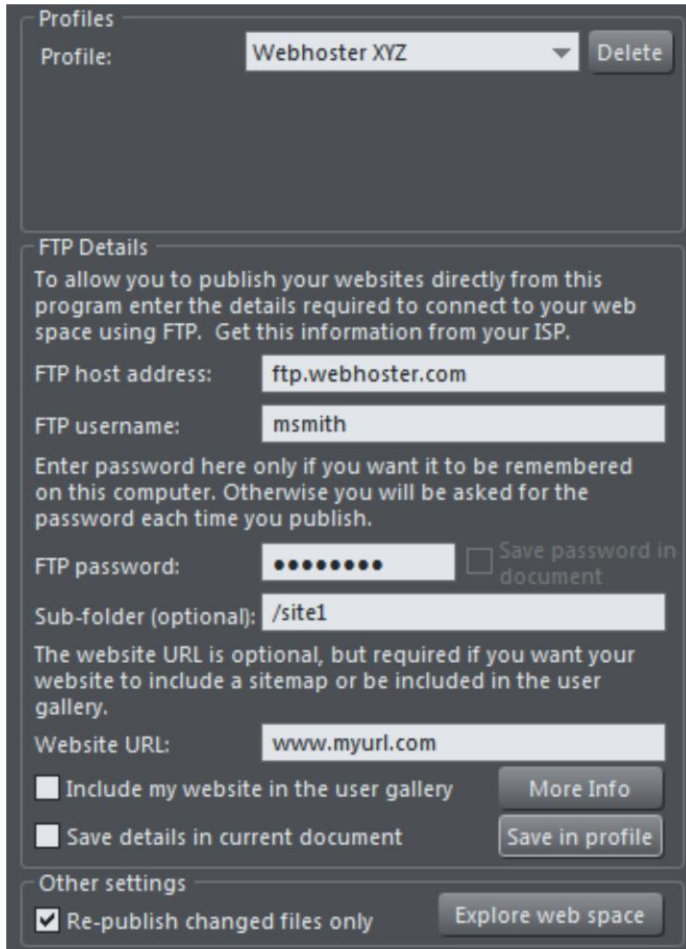 Profiles
Profile: Webhoster XYZ Delete
FTP Details
To allow you to publish your websites directly from this
program enter the details required to connect to your web
space using FTP. Get this information from your ISP.
FTP host address: ftp.webhoster.com
FTP username: msmith
Enter password here only if you want it to be remembered
on this computer. Otherwise you will be asked for the
password each time you publish.
FTP password: ●●●●●●●● Save password in
document
Sub-folder (optional): /site1
The website URL is optional, but required if you want your
website to include a sitemap or be included in the user
gallery.
Website URL: www.myurl.com
Include my website in the user gallery More Info
Save details in current document Save in profile
Other settings
Re-publish changed files only Explore web space